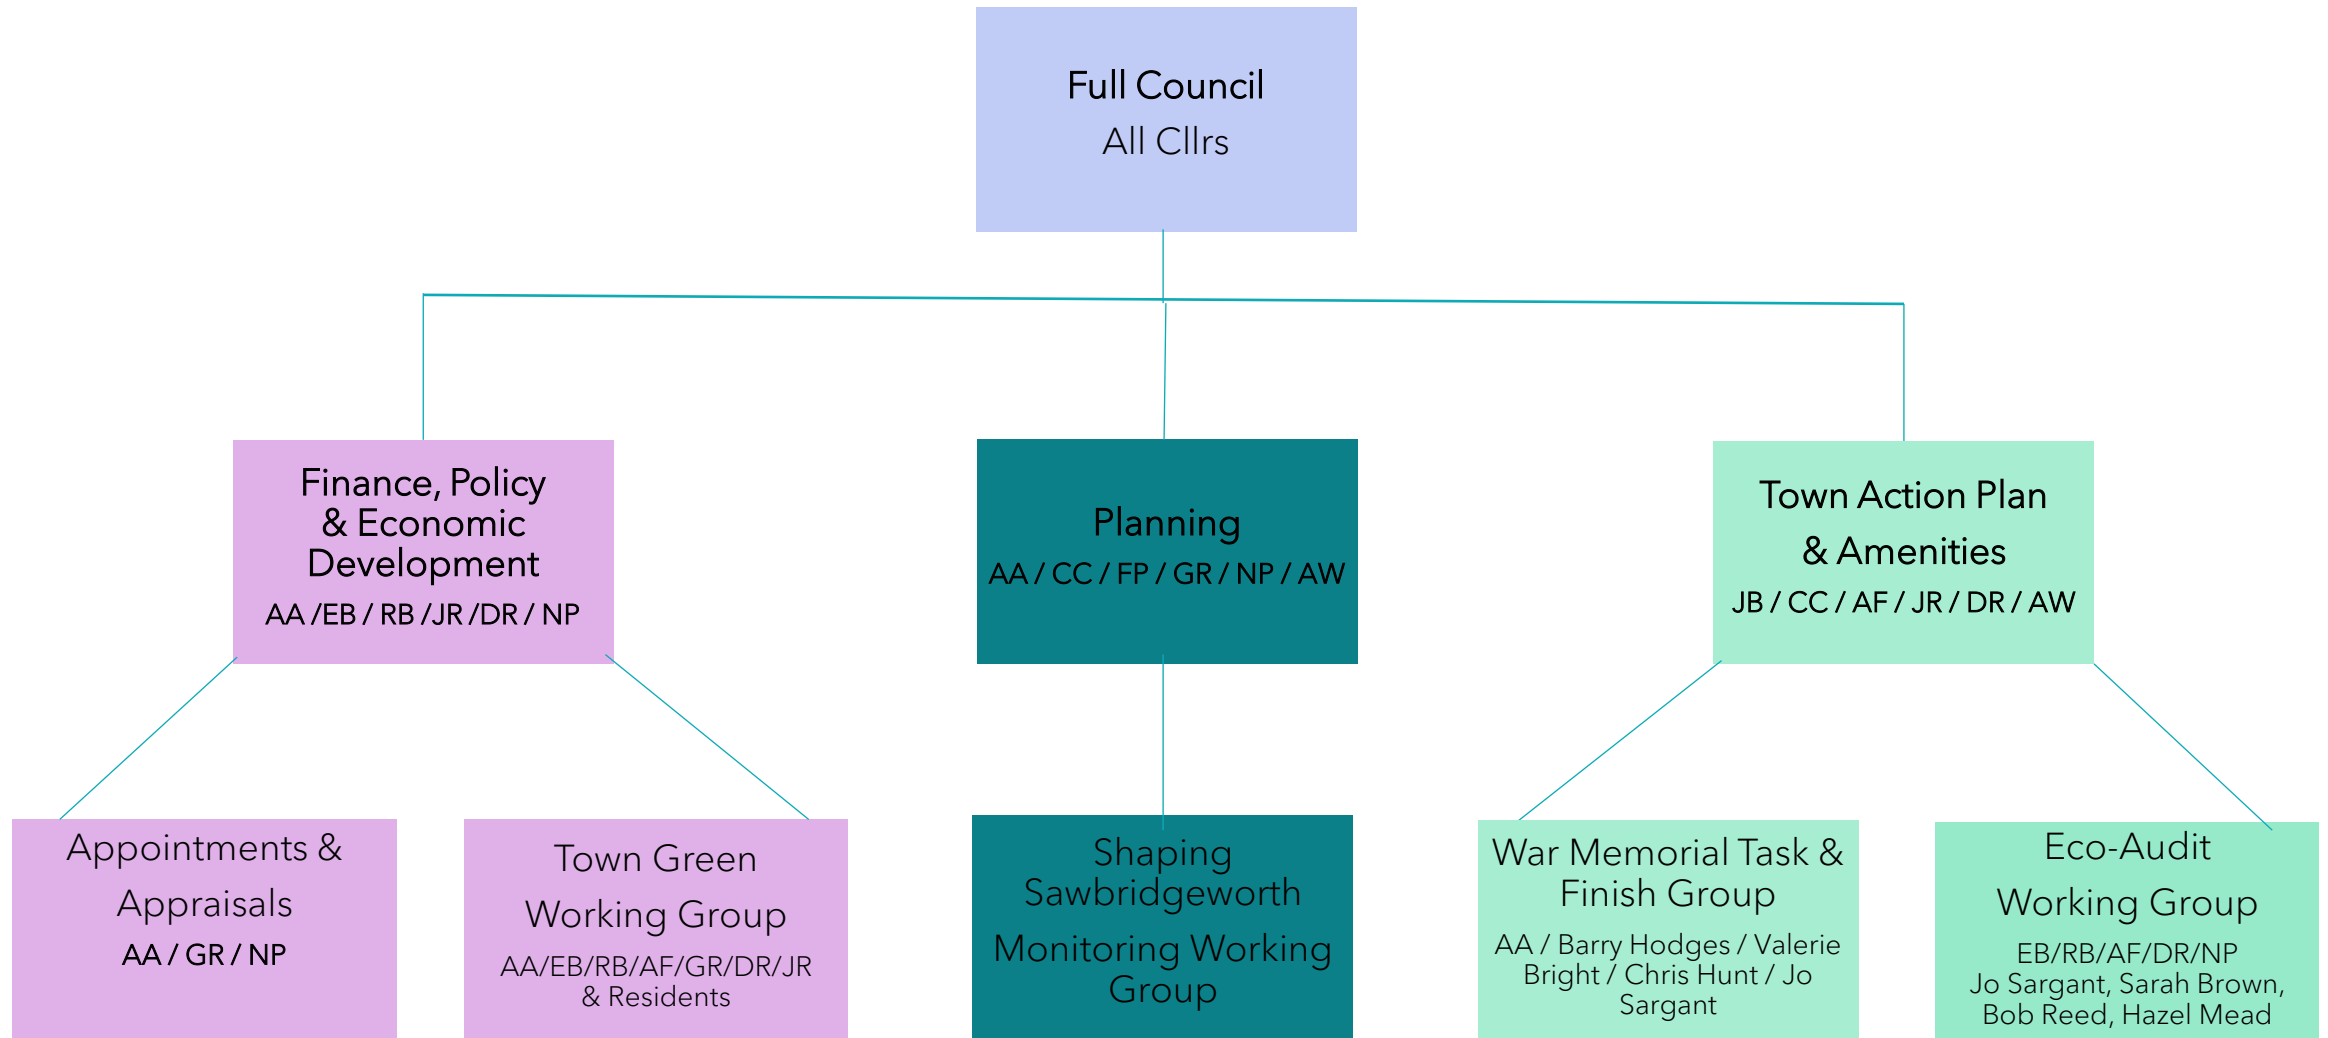 Full Council
All Cllrs
Finance, Policy
& Economic
Development
AA /EB / RB /JR /DR / NP
Planning
AA / CC / FP / GR / NP / AW
Town Action Plan
& Amenities
JB / CC / AF / JR / DR / AW
Appointments &
Appraisals
AA / GR / NP
Town Green
Working Group
AA/EB/RB/AF/GR/DR/JR
& Residents
Shaping
Sawbridgeworth
Monitoring Working
Group
War Memorial Task &
Finish Group
AA / Barry Hodges / Valerie
Bright / Chris Hunt / Jo
Sargant
Eco-Audit
Working Group
EB/RB/AF/DR/NP
Jo Sargant, Sarah Brown,
Bob Reed, Hazel Mead